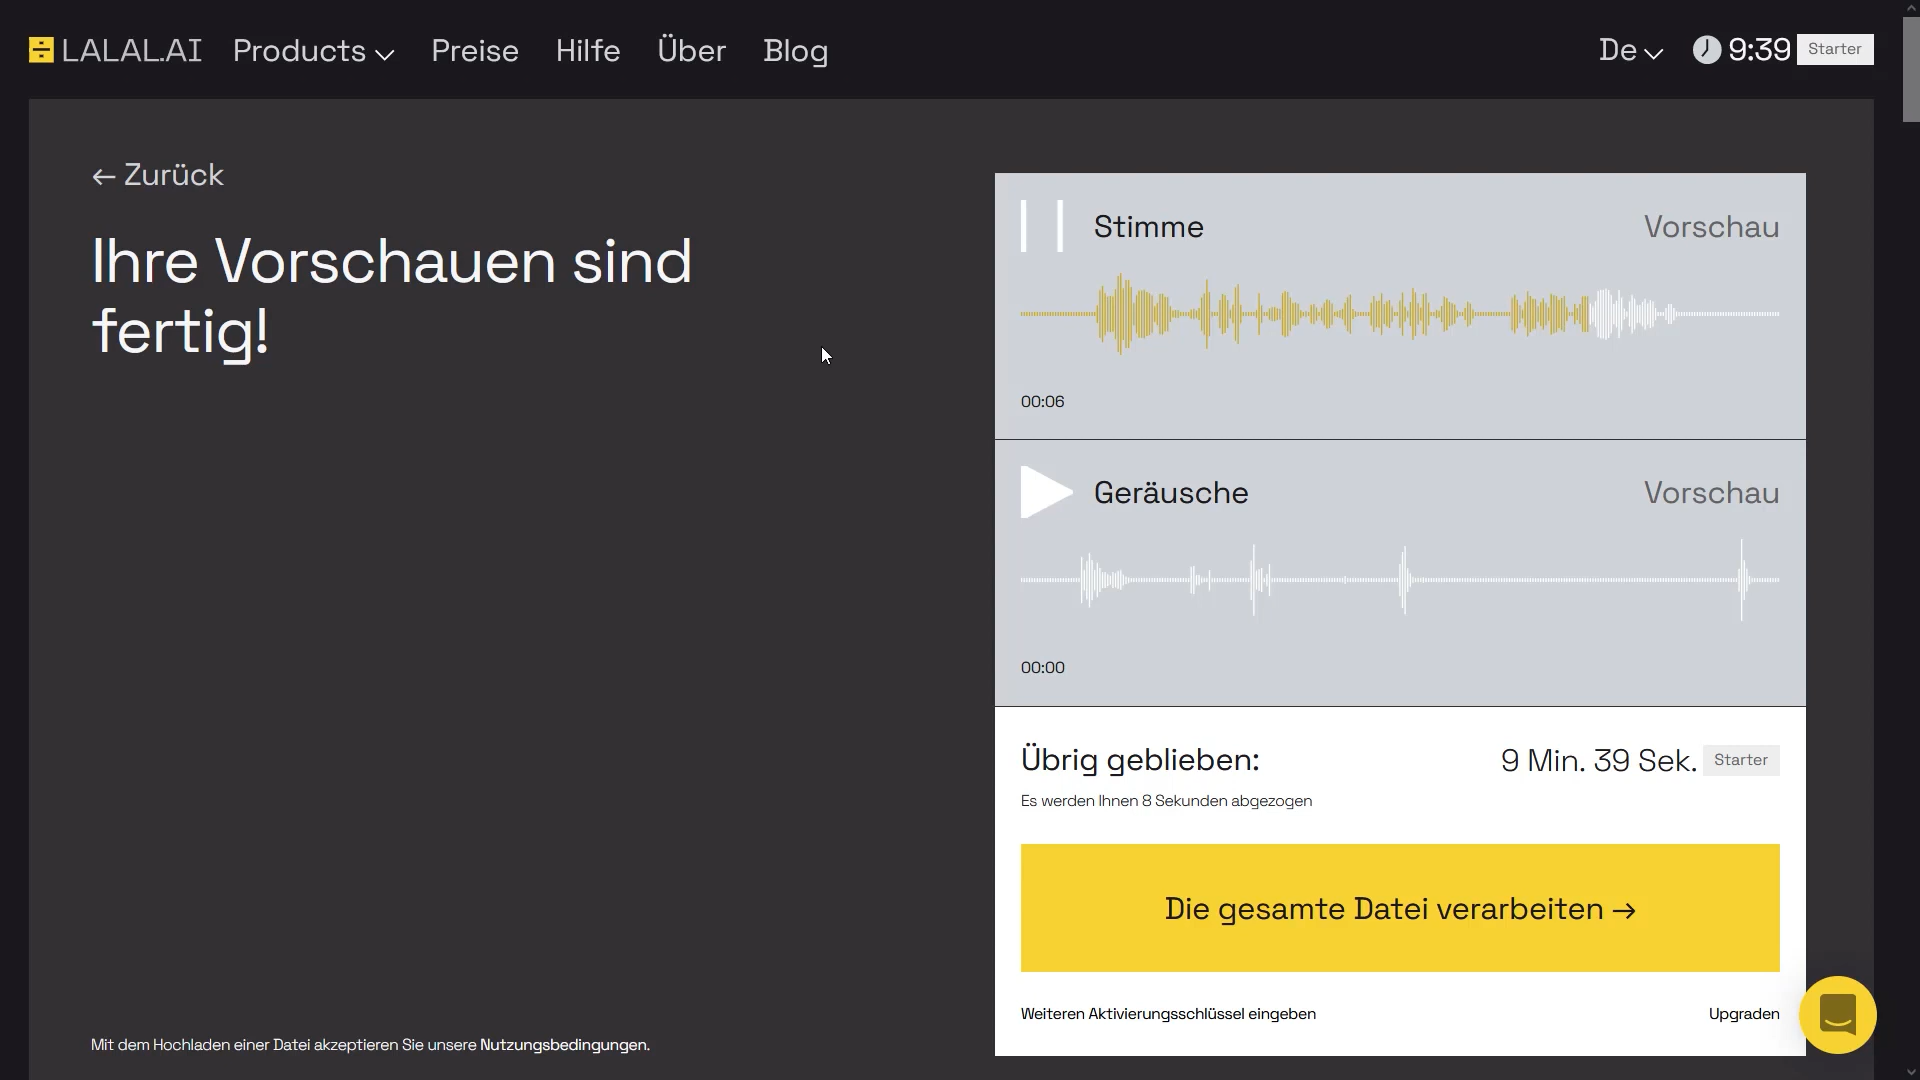 LALAL.AI Products Preise Hilfe Über Blog De 9:39 Starter
← Zurück
Ihre Vorschauen sind
fertig!
Stimme Vorschau
00:06
Geräusche Vorschau
00:00
Übrig geblieben: 9 Min. 39 Sek. Starter
Es werden Ihnen 8 Sekunden abgezogen
Die gesamte Datei verarbeiten →
Weiteren Aktivierungsschlüssel eingeben Upgraden
Mit dem Hochladen einer Datei akzeptieren Sie unsere Nutzungsbedingungen.